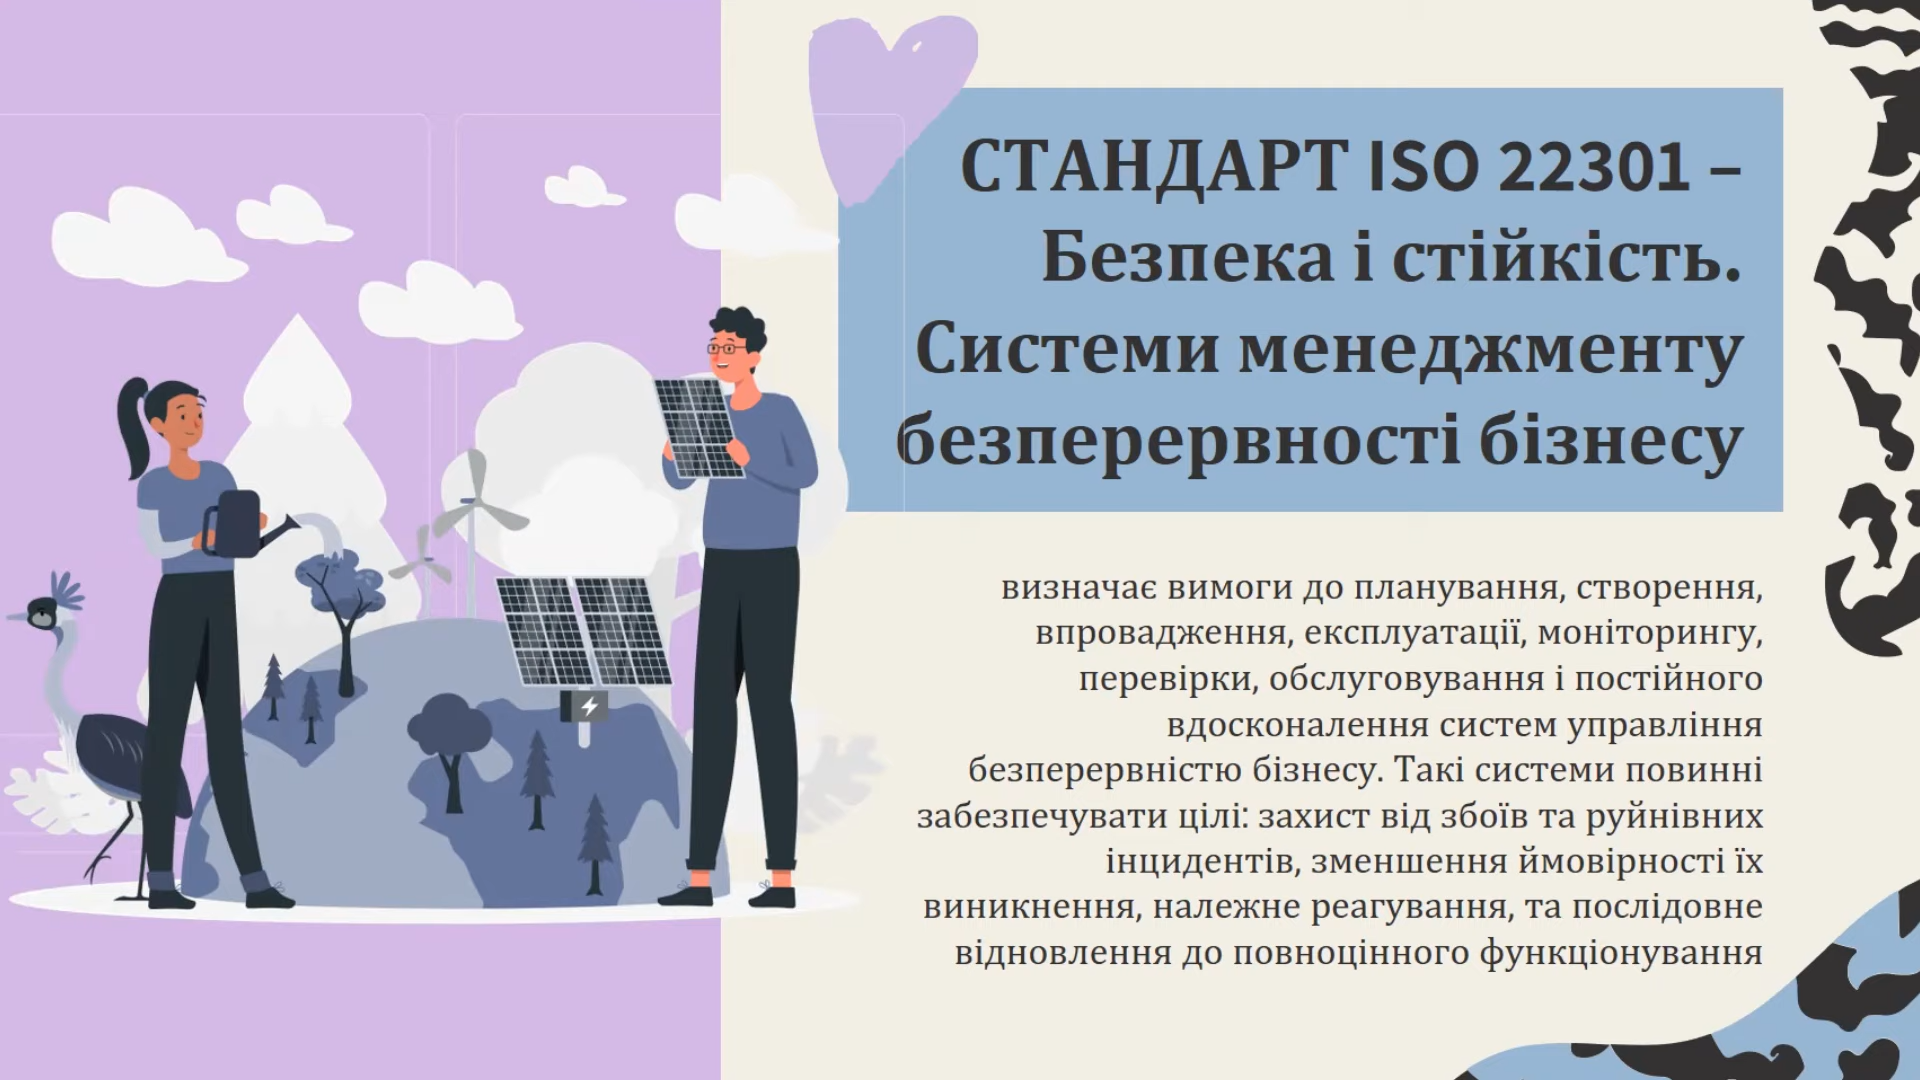 СТАНДАРТ ISO 22301 –
Безпека і стійкість.
Системи менеджменту
безперервності бізнесу
визначає вимоги до планування, створення,
впровадження, експлуатації, моніторингу,
перевірки, обслуговування і постійного
вдосконалення систем управління
безперервністю бізнесу. Такі системи повинні
забезпечувати цілі: захист від збоїв та руйнівних
інцидентів, зменшення ймовірності їх
виникнення, належне реагування, та послідовне
відновлення до повноцінного функціонування